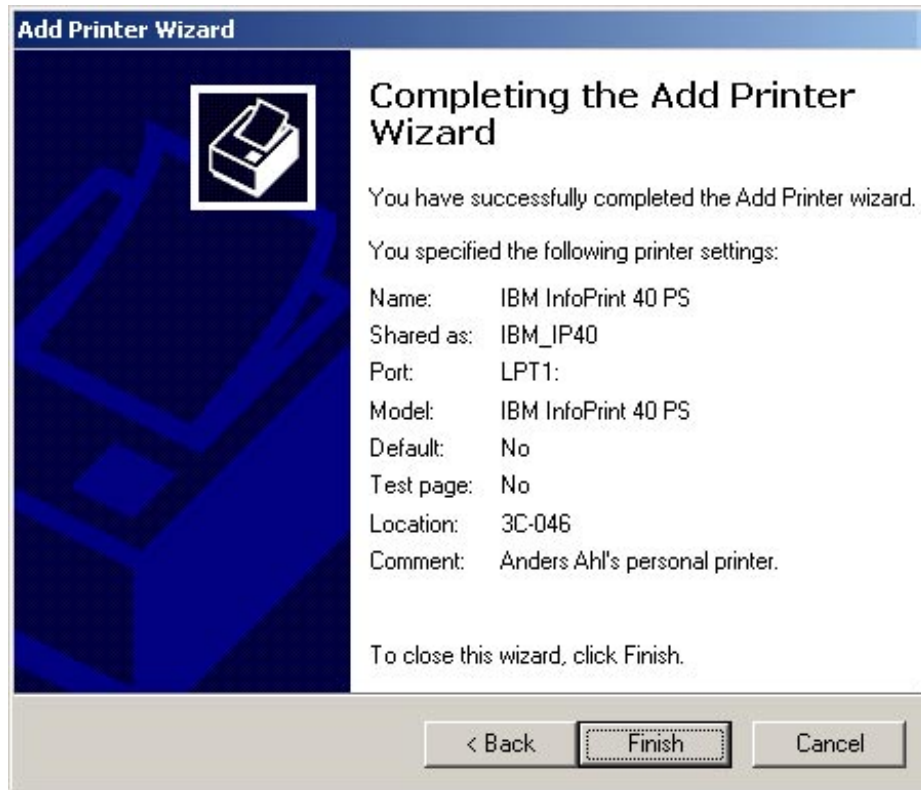 Add Printer Wizard
Completing the Add Printer
Wizard
You have successfully completed the Add Printer wizard.
You specified the following printer settings:
Name: IBM InfoPrint 40 PS
Shared as: IBM_IP40
Port: LPT1:
Model: IBM InfoPrint 40 PS
Default: No
Test page: No
Location: 3C-046
Comment: Anders Ahl's personal printer.
To close this wizard, click Finish.
< Back Finish Cancel